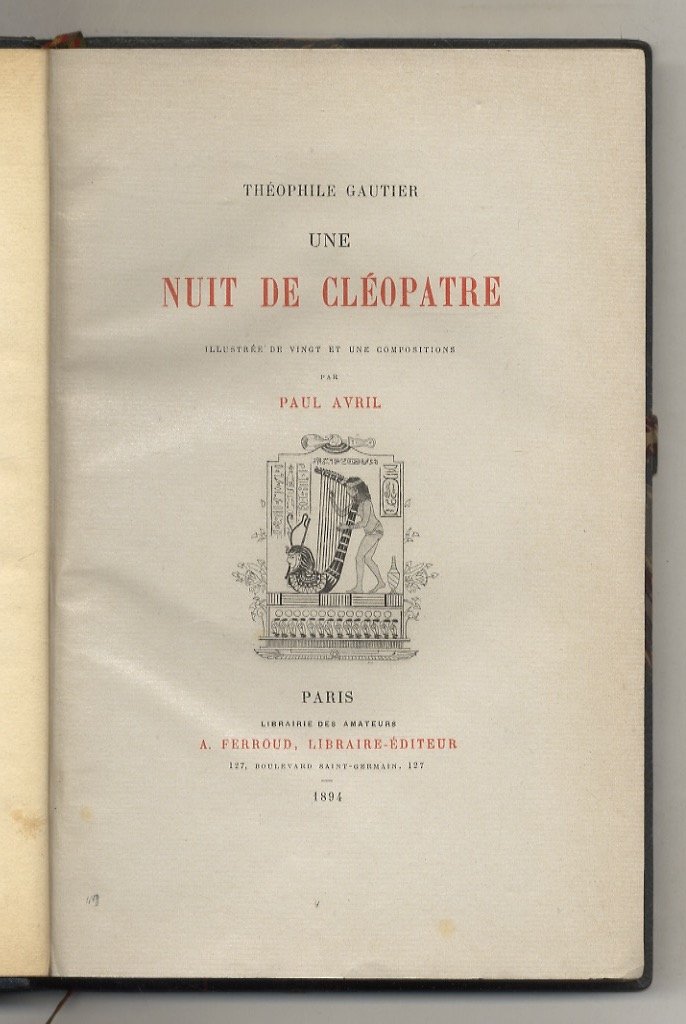 THÉOPHILE GAUTIER
UNE
NUIT DE CLÉOPATRE
ILLUSTRÉE DE VINGT ET UNE COMPOSITIONS
PAR
PAUL AVRIL
PARIS
LIBRAIRIE DES AMATEURS
A. FERROUD, LIBRAIRE-ÉDITEUR
127, BOULEVARD SAINT-GERMAIN, 127
1894